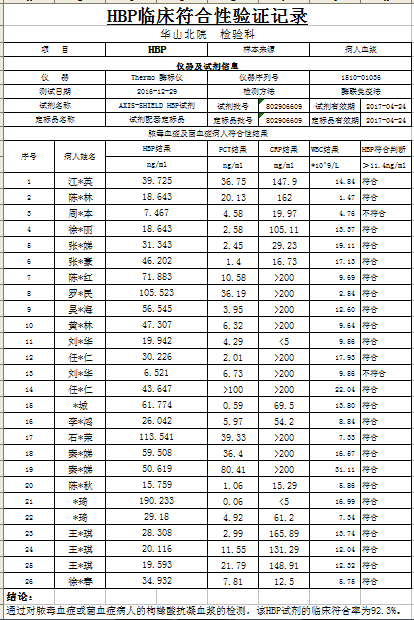 HBP临床符合性验证记录
华山北院 检验科
项 目 HBP 样本来源 病人血浆
仪器及试剂信息
仪 器 Thermo 酶标仪 仪器序列号 1510-01036
测试日期 2016-12-29 检测方法 酶联免疫法
试剂名称 AXIS-SHIELD HBP试剂 试剂批号 802906609 试剂有效期 2017-04-24
定标品名称 试剂配套定标品 定标品批号 802906609 定标品有效期 2017-04-24
脓毒血症及菌血症病人符合性结果
序号 病人姓名 HBP结果 PCT结果 CRP结果 WBC结果 HBP符合判断
ng/ml ng/ml mg/ml *10^9/L >11.4ng/ml
1 江*英 39.725 36.75 147.9 14.84 符合
2 陈*林 18.643 20.13 162 1.47 符合
3 周*本 7.467 4.58 19.97 4.76 不符合
4 徐*丽 18.643 2.58 105.11 13.37 符合
5 张*娣 31.343 2.45 29.23 19.11 符合
6 张*豪 46.202 1.4 16.73 17.13 符合
7 陈*红 71.883 10.58 >200 9.69 符合
8 罗*民 105.523 36.19 >200 2.54 符合
9 吴*海 56.545 3.95 >200 12.60 符合
10 黄*林 47.307 6.32 >200 9.64 符合
11 刘*华 19.942 4.29 <5 9.56 符合
12 任*仁 30.226 2.01 >200 17.93 符合
13 刘*华 6.521 6.73 >200 9.56 不符合
14 任*仁 43.647 >100 >200 22.04 符合
15 *城 61.774 0.59 69.5 13.80 符合
16 李*鸿 26.042 5.97 54.2 8.84 符合
17 石*荣 113.541 39.33 >200 7.33 符合
18 秦*娣 59.508 36.4 >200 16.57 符合
19 秦*娣 50.619 80.41 >200 31.11 符合
20 陈*秋 15.759 1.06 15.29 5.86 符合
21 *琦 190.233 0.06 <5 16.99 符合
22 *琦 29.18 4.92 61.2 7.34 符合
23 王*琪 28.308 2.99 165.89 13.74 符合
24 王*琪 20.116 11.55 131.29 12.04 符合
25 王*琪 19.593 21.79 148.91 12.32 符合
26 徐*春 34.932 7.81 12.5 5.75 符合
结论：
通过对脓毒血症或菌血症病人的枸橼酸抗凝血浆的检测，该HBP试剂的临床符合率为92.3%。